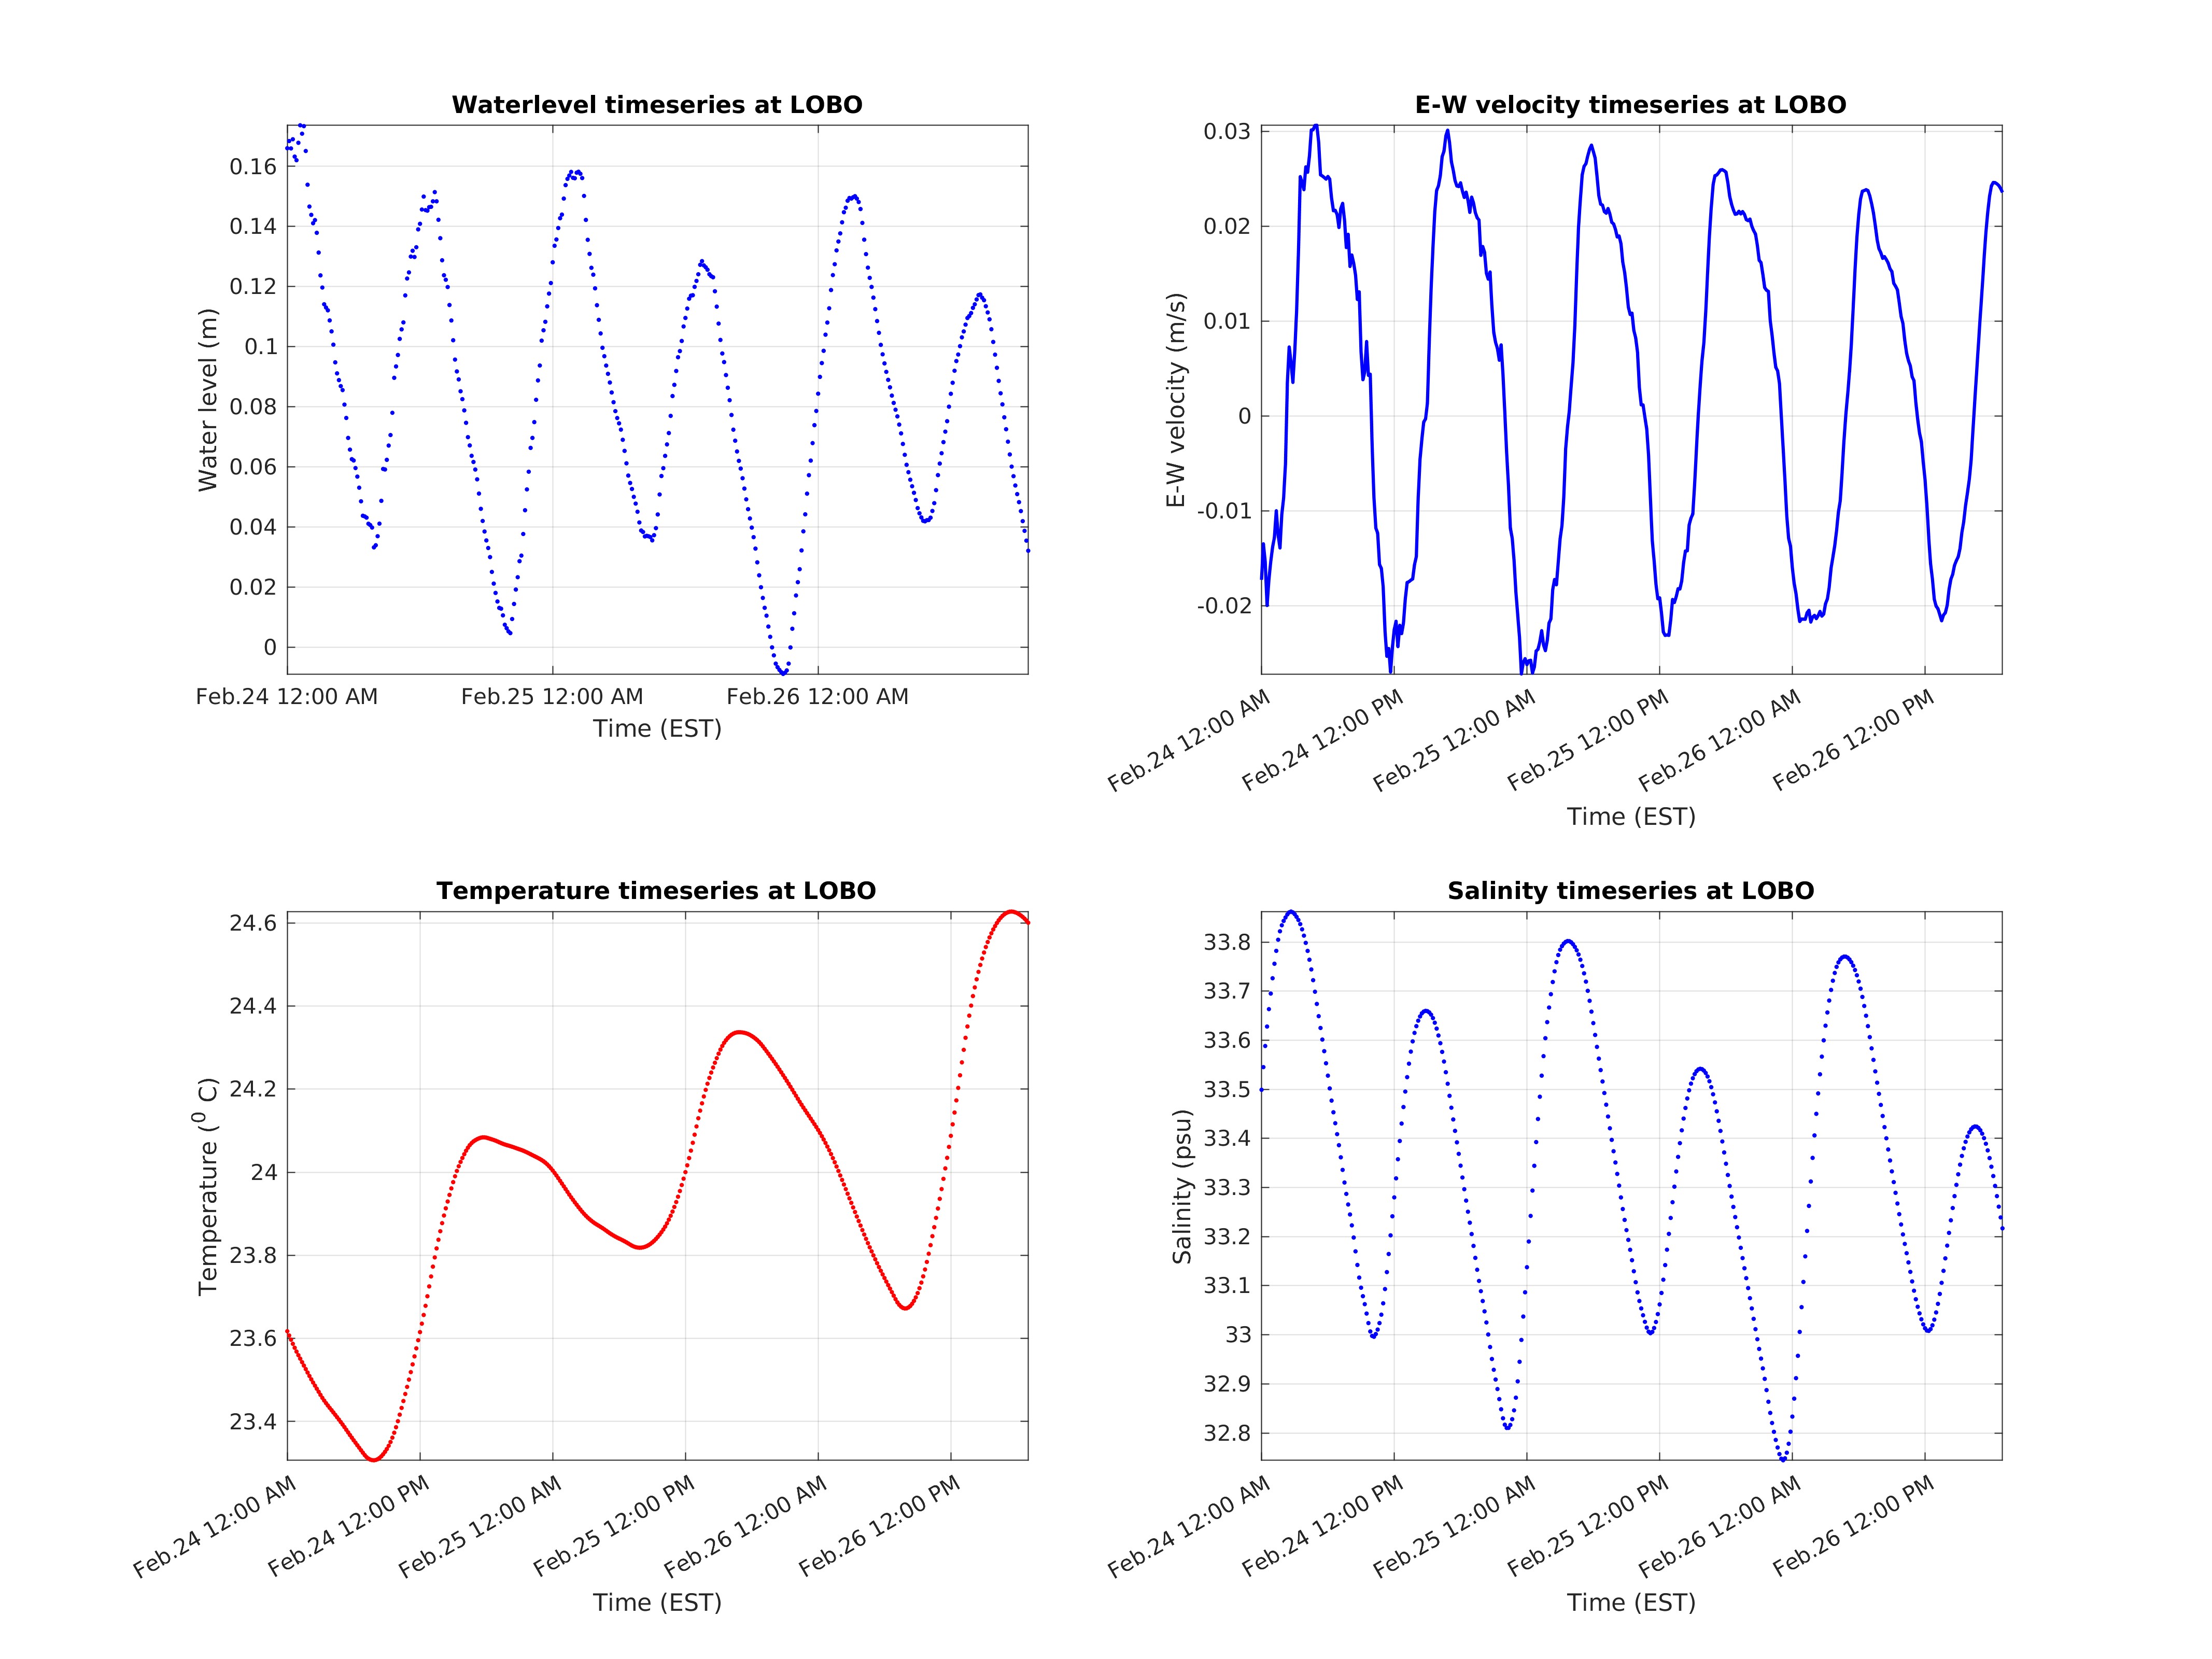 Waterlevel timeseries at LOBO
0.16
0.14
0.12
0.1
0.08
0.06
0.04
0.02
0
Water level (m)
Feb.24 12:00 AM Feb.25 12:00 AM Feb.26 12:00 AM
Time (EST)
E-W velocity timeseries at LOBO
0.03
0.02
0.01
0
-0.01
-0.02
E-W velocity (m/s)
Feb.24 12:00 AM Feb.24 12:00 PM Feb.25 12:00 AM Feb.25 12:00 PM Feb.26 12:00 AM Feb.26 12:00 PM
Time (EST)
Temperature timeseries at LOBO
24.6
24.4
24.2
24
23.8
23.6
23.4
Temperature (⁰ C)
Feb.24 12:00 AM Feb.24 12:00 PM Feb.25 12:00 AM Feb.25 12:00 PM Feb.26 12:00 AM Feb.26 12:00 PM
Time (EST)
Salinity timeseries at LOBO
33.8
33.7
33.6
33.5
33.4
33.3
33.2
33.1
33
32.9
32.8
Salinity (psu)
Feb.24 12:00 AM Feb.24 12:00 PM Feb.25 12:00 AM Feb.25 12:00 PM Feb.26 12:00 AM Feb.26 12:00 PM
Time (EST)